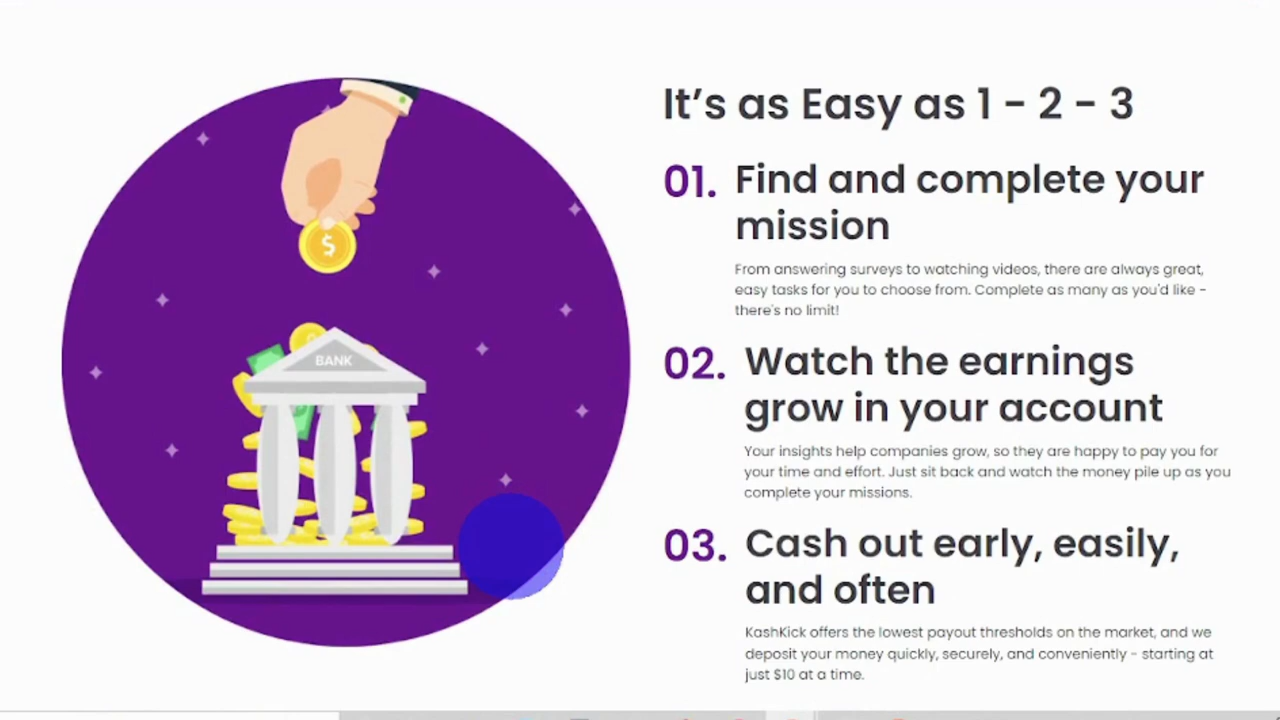 $
BANK
It's as Easy as 1 - 2 - 3
01. Find and complete your
mission
From answering surveys to watching videos, there are always great,
easy tasks for you to choose from. Complete as many as you'd like -
there's no limit!
02. Watch the earnings
grow in your account
Your insights help companies grow, so they are happy to pay you for
your time and effort. Just sit back and watch the money pile up as you
complete your missions.
03. Cash out early, easily,
and often
KashKick offers the lowest payout thresholds on the market, and we
deposit your money quickly, securely, and conveniently - starting at
just $10 at a time.